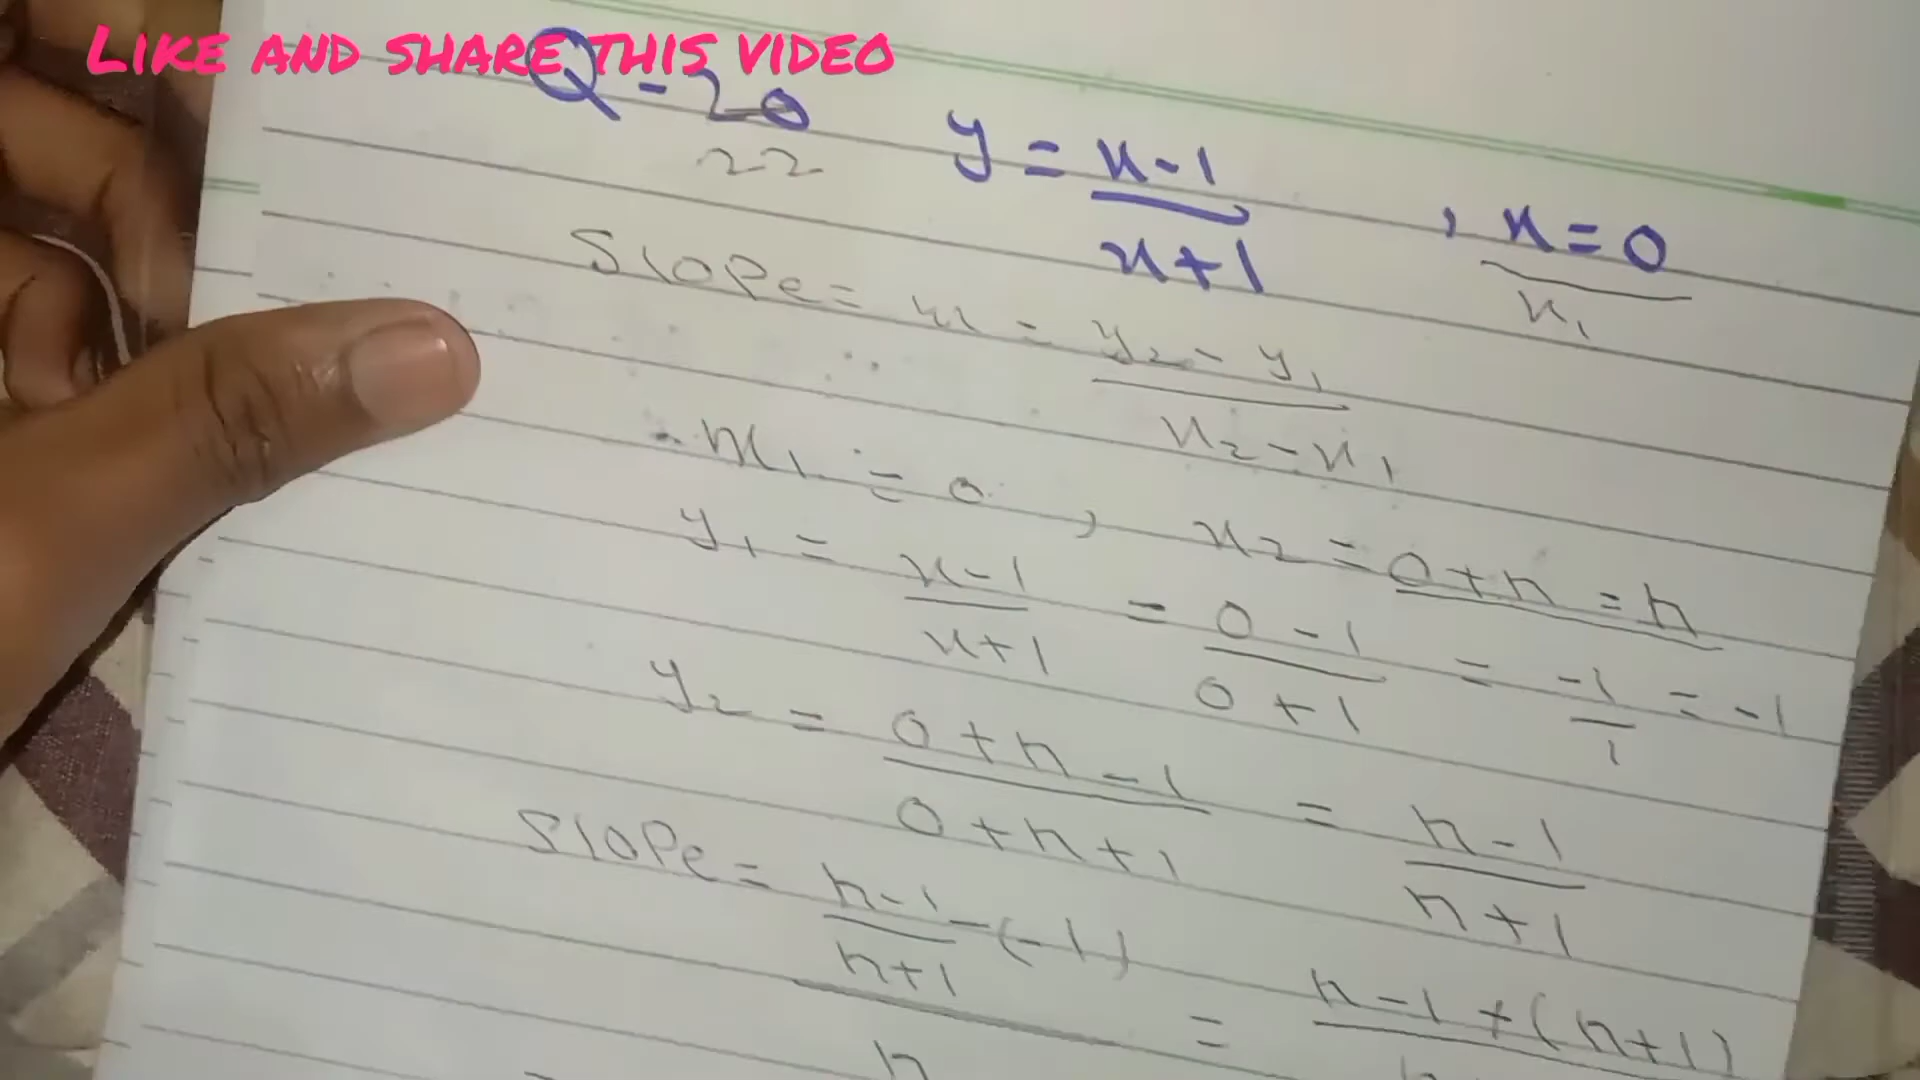 LIKE AND SHARE THIS VIDEO
Q-20
22
y = x-1 / x+1 , x=0
x₁
Slope = m = y₂ - y₁ / x₂ - x₁
x₁ = 0 , x₂ = 0+h = h
y₁ = x-1 / x+1 = 0-1 / 0+1 = -1/1 = -1
y₂ = 0+h-1 / 0+h+1 = h-1 / h+1
Slope = h-1 / h+1 - (-1) / h = h-1+(h+1)